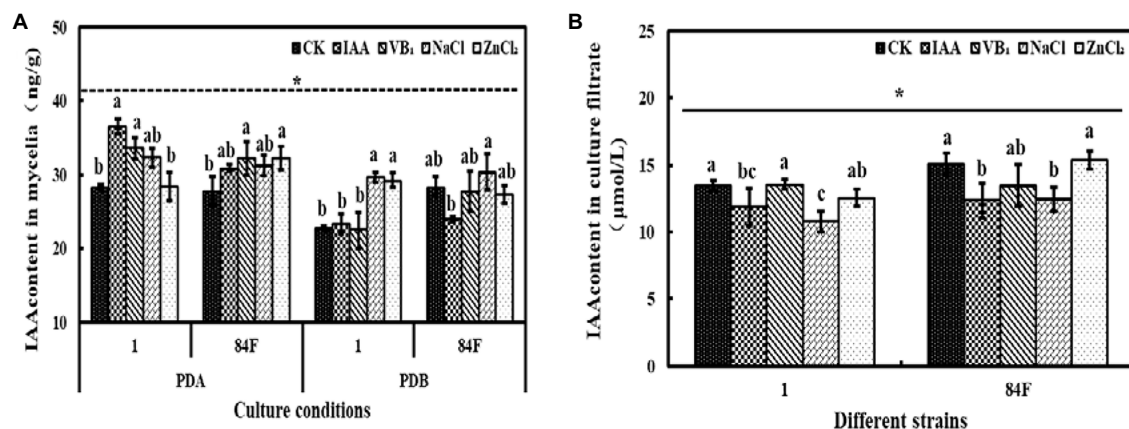 A
IAAcontent in mycelia (ng/g)
50
40
30
20
10
CK IAA VB₁ NaCl ZnCl₂
*
b a a ab b
b ab a ab a
b b b a a
ab b ab a ab
1 84F 1 84F
PDA PDB
Culture conditions
B
IAAcontent in culture filtrate
(μmol/L)
25
20
15
10
5
0
CK IAA VB₁ NaCl ZnCl₂
*
a bc a c ab
a b ab b a
1 84F
Different strains